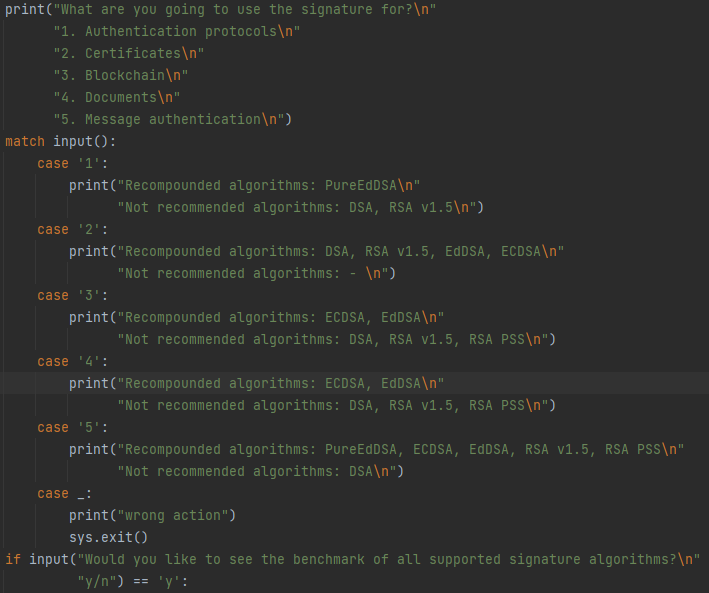 print("What are you going to use the signature for?\n"
      "1. Authentication protocols\n"
      "2. Certificates\n"
      "3. Blockchain\n"
      "4. Documents\n"
      "5. Message authentication\n")
match input():
    case '1':
        print("Recompounded algorithms: PureEdDSA\n"
              "Not recommended algorithms: DSA, RSA v1.5\n")
    case '2':
        print("Recompounded algorithms: DSA, RSA v1.5, EdDSA, ECDSA\n"
              "Not recommended algorithms: - \n")
    case '3':
        print("Recompounded algorithms: ECDSA, EdDSA\n"
              "Not recommended algorithms: DSA, RSA v1.5, RSA PSS\n")
    case '4':
        print("Recompounded algorithms: ECDSA, EdDSA\n"
              "Not recommended algorithms: DSA, RSA v1.5, RSA PSS\n")
    case '5':
        print("Recompounded algorithms: PureEdDSA, ECDSA, EdDSA, RSA v1.5, RSA PSS\n"
              "Not recommended algorithms: DSA\n")
    case _:
        print("wrong action")
        sys.exit()
if input("Would you like to see the benchmark of all supported signature algorithms?\n"
         "y/n") == 'y':